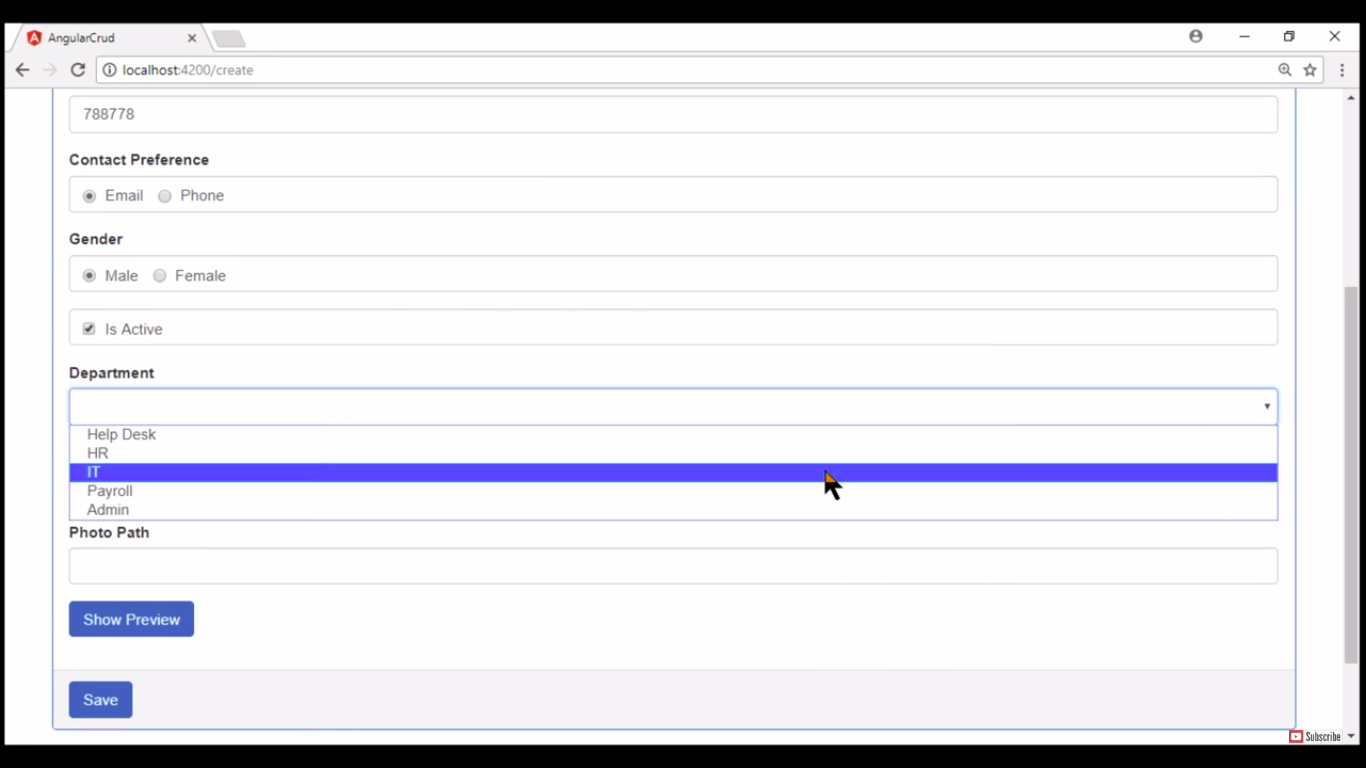 AngularCrud
localhost:4200/create
788778
Contact Preference
Email Phone
Gender
Male Female
Is Active
Department
Help Desk
HR
IT
Payroll
Admin
Photo Path
Show Preview
Save
Subscribe